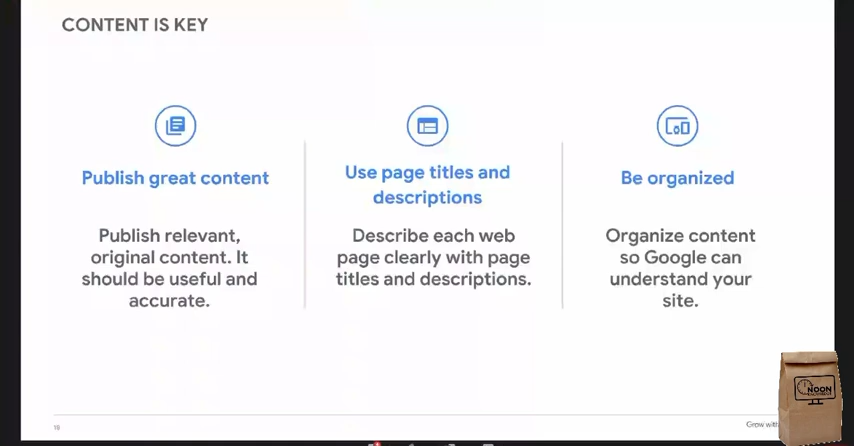 CONTENT IS KEY
Publish great content
Publish relevant,
original content. It
should be useful and
accurate.
Use page titles and
descriptions
Describe each web
page clearly with page
titles and descriptions.
Be organized
Organize content
so Google can
understand your
site.
Grow with
NOON